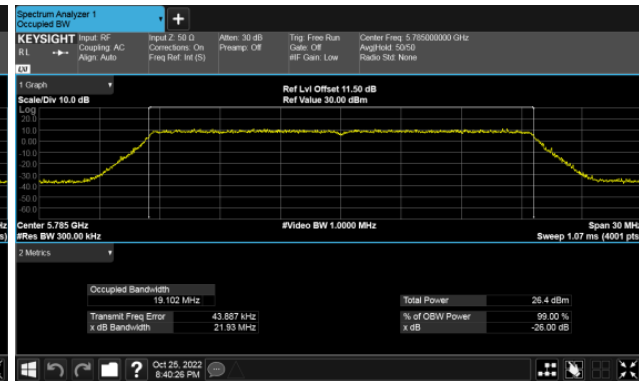 Spectrum Analyzer 1
Occupied BW
+
KEYSIGHT Input: RF Input Z: 50 Ω Atten: 30 dB Trig: Free Run Center Freq: 5.785000000 GHz
RL Coupling: AC Corrections: On Preamp: Off Gate: Off Avg|Hold: 50/50
Align: Auto Freq Ref: Int (S) #IF Gain: Low Radio Std: None
1 Graph
Ref Lvl Offset 11.50 dB
Scale/Div 10.0 dB Ref Value 30.00 dBm
Log
20.0
10.0
0.00
-10.0
-20.0
-30.0
-40.0
-50.0
-60.0
Hz Center 5.785 GHz #Video BW 1.0000 MHz Span 30 MHz
s) #Res BW 300.00 kHz Sweep 1.07 ms (4001 pts
2 Metrics
Occupied Bandwidth
19.102 MHz Total Power 26.4 dBm
Transmit Freq Error 43.887 kHz % of OBW Power 99.00 %
x dB Bandwidth 21.93 MHz x dB -26.00 dB
? Oct 25, 2022
8:40:26 PM